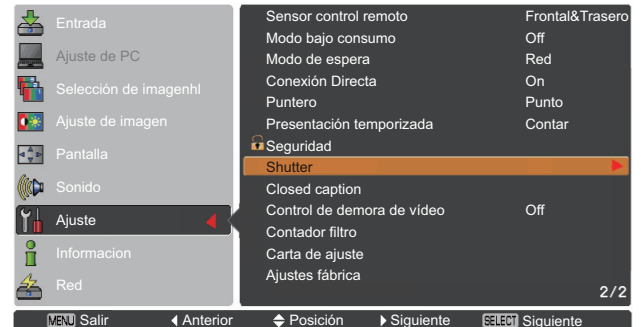 Entrada
Ajuste de PC
Selección de imagenhl
Ajuste de imagen
Pantalla
Sonido
Ajuste
Informacion
Red
Sensor control remoto Frontal&Trasero
Modo bajo consumo Off
Modo de espera Red
Conexión Directa On
Puntero Punto
Presentación temporizada Contar
Seguridad
Shutter
Closed caption
Control de demora de vídeo Off
Contador filtro
Carta de ajuste
Ajustes fábrica
2/2
MENU Salir Anterior Posición Siguiente SELECT Siguiente